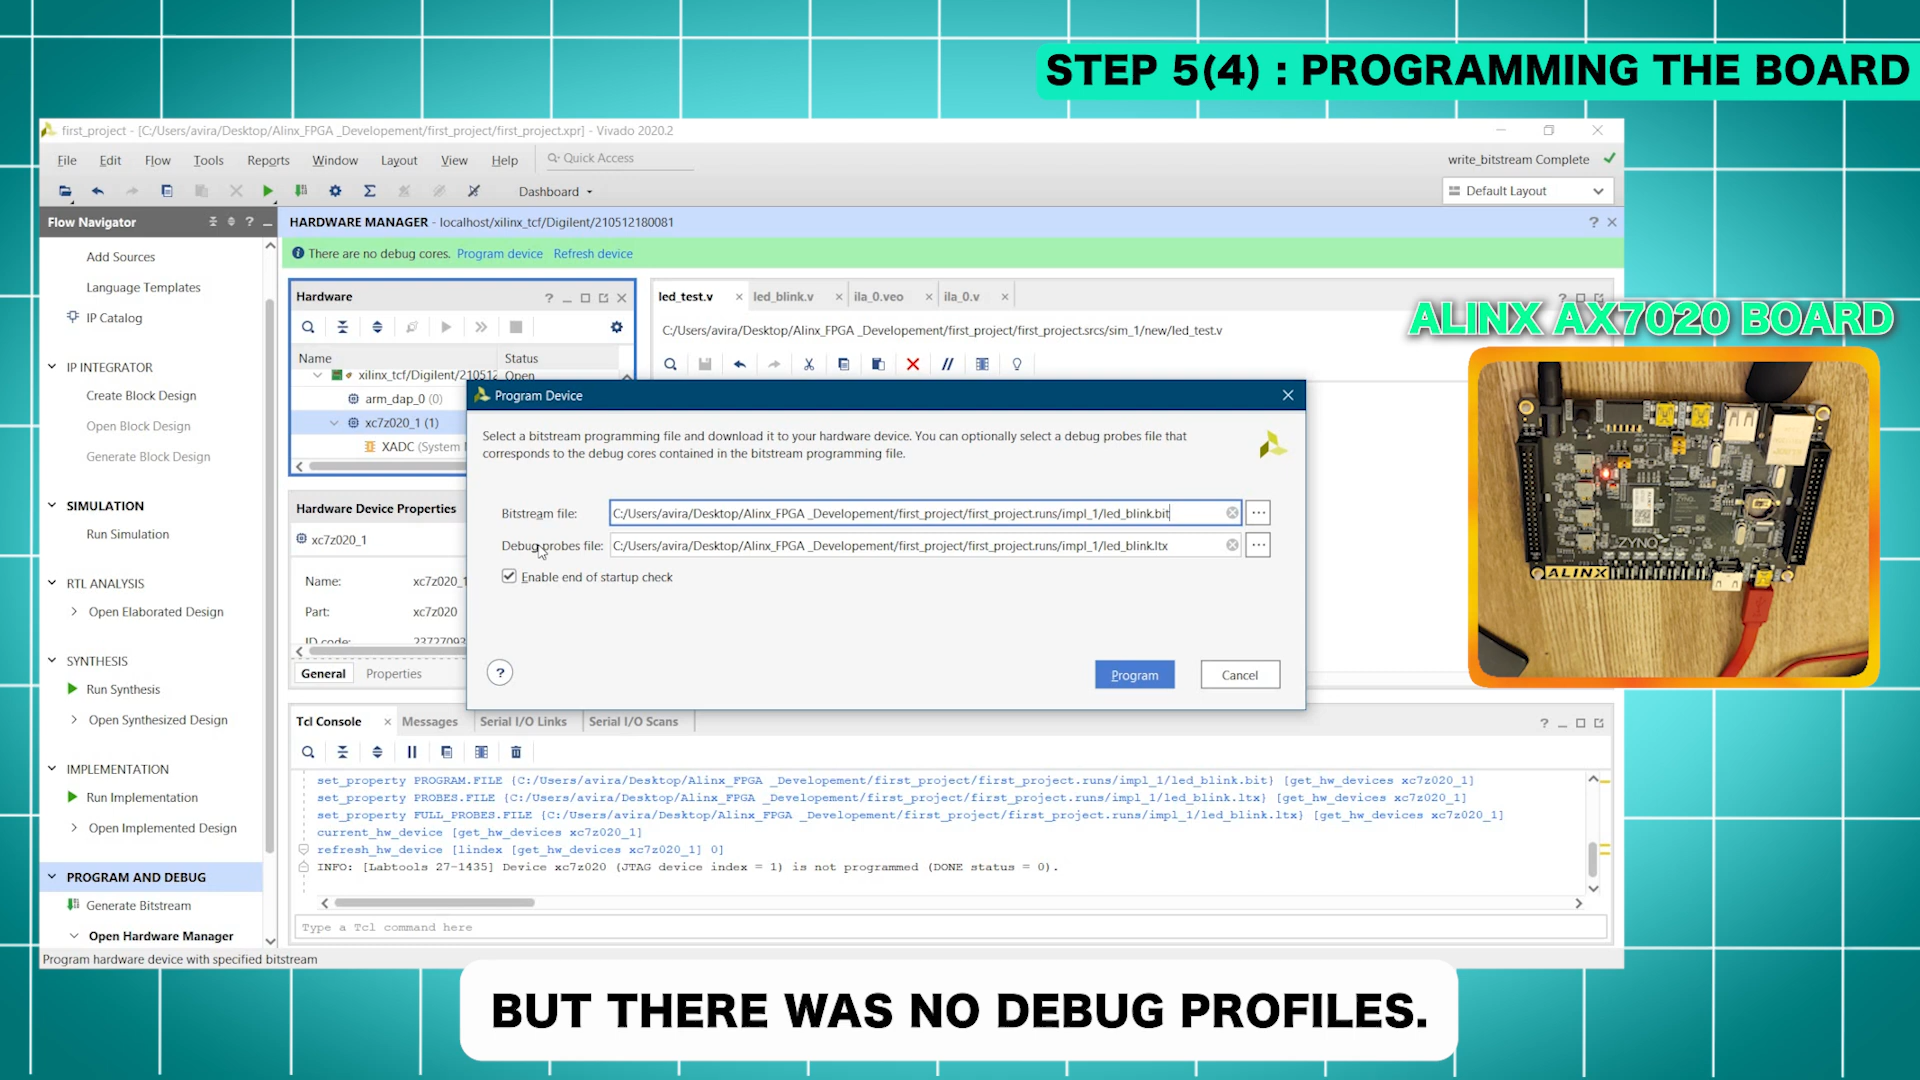 STEP 5(4) : PROGRAMMING THE BOARD
first_project - [C:/Users/avira/Desktop/Alinx_FPGA _Developement/first_project/first_project.xpr] - Vivado 2020.2
File Edit Flow Tools Reports Window Layout View Help Quick Access
write_bitstream Complete
Dashboard
Default Layout
Flow Navigator
HARDWARE MANAGER - localhost/xilinx_tcf/Digilent/210512180081
There are no debug cores. Program device Refresh device
Add Sources
Language Templates
IP Catalog
IP INTEGRATOR
Create Block Design
Open Block Design
Generate Block Design
SIMULATION
Run Simulation
RTL ANALYSIS
Open Elaborated Design
SYNTHESIS
Run Synthesis
Open Synthesized Design
IMPLEMENTATION
Run Implementation
Open Implemented Design
PROGRAM AND DEBUG
Generate Bitstream
Open Hardware Manager
Program hardware device with specified bitstream
Hardware
Name Status
xilinx_tcf/Digilent/21051 Open
arm_dap_0 (0)
xc7z020_1 (1)
XADC (System
Hardware Device Properties
xc7z020_1
Name: xc7z020_1
Part: xc7z020
ID code: 23727093
General Properties
led_test.v led_blink.v ila_0.veo ila_0.v
C:/Users/avira/Desktop/Alinx_FPGA _Developement/first_project/first_project.srcs/sim_1/new/led_test.v
ALINX AX7020 BOARD
ZYNQ
ALINX
Program Device
Select a bitstream programming file and download it to your hardware device. You can optionally select a debug probes file that
corresponds to the debug cores contained in the bitstream programming file.
Bitstream file: C:/Users/avira/Desktop/Alinx_FPGA _Developement/first_project/first_project.runs/impl_1/led_blink.bit
Debug probes file: C:/Users/avira/Desktop/Alinx_FPGA _Developement/first_project/first_project.runs/impl_1/led_blink.ltx
Enable end of startup check
Program Cancel
Tcl Console Messages Serial I/O Links Serial I/O Scans
set_property PROGRAM.FILE {C:/Users/avira/Desktop/Alinx_FPGA _Developement/first_project/first_project.runs/impl_1/led_blink.bit} [get_hw_devices xc7z020_1]
set_property PROBES.FILE {C:/Users/avira/Desktop/Alinx_FPGA _Developement/first_project/first_project.runs/impl_1/led_blink.ltx} [get_hw_devices xc7z020_1]
set_property FULL_PROBES.FILE {C:/Users/avira/Desktop/Alinx_FPGA _Developement/first_project/first_project.runs/impl_1/led_blink.ltx} [get_hw_devices xc7z020_1]
current_hw_device [get_hw_devices xc7z020_1]
refresh_hw_device [lindex [get_hw_devices xc7z020_1] 0]
INFO: [Labtools 27-1435] Device xc7z020 (JTAG device index = 1) is not programmed (DONE status = 0).
Type a Tcl command here
BUT THERE WAS NO DEBUG PROFILES.